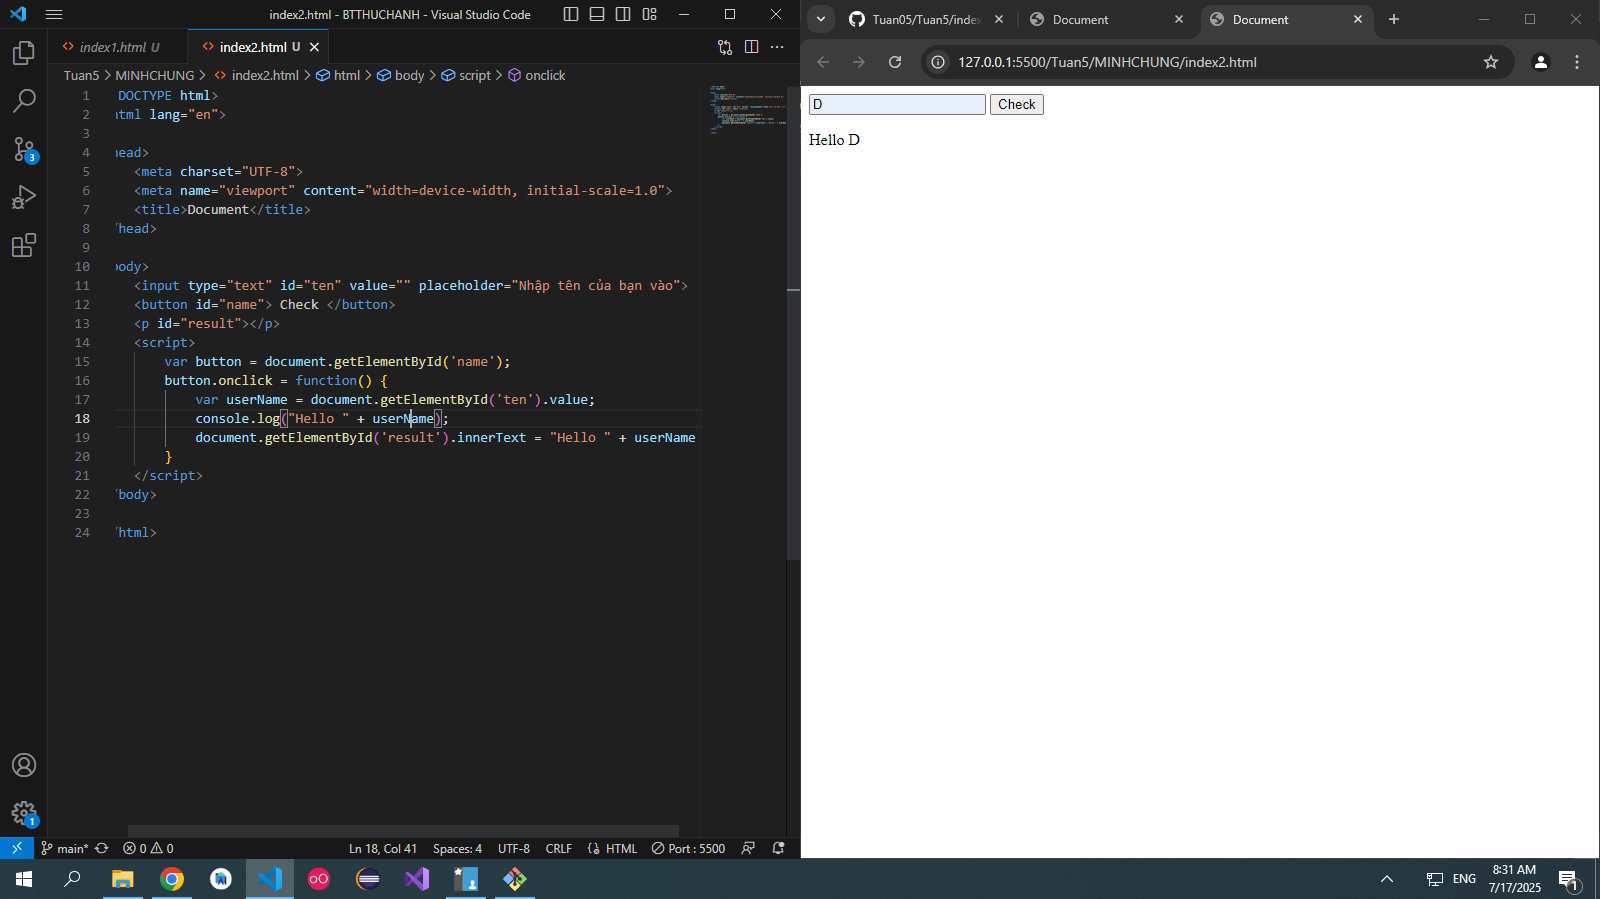 index2.html - BTTHUCHANH - Visual Studio Code
index1.html U
index2.html U
Tuan5 > MINHCHUNG > index2.html > html > body > script > onclick
1 DOCTYPE html>
2 html lang="en">
3
4 head>
5 <meta charset="UTF-8">
6 <meta name="viewport" content="width=device-width, initial-scale=1.0">
7 <title>Document</title>
8 /head>
9
10 body>
11 <input type="text" id="ten" value="" placeholder="Nhập tên của bạn vào">
12 <button id="name"> Check </button>
13 <p id="result"></p>
14 <script>
15 var button = document.getElementById('name');
16 button.onclick = function() {
17 var userName = document.getElementById('ten').value;
18 console.log("Hello " + userName);
19 document.getElementById('result').innerText = "Hello " + userName
20 }
21 </script>
22 /body>
23
24 /html>
3
1
main*
0 0
Ln 18, Col 41
Spaces: 4
UTF-8
CRLF
HTML
Port : 5500
Tuan05/Tuan5/index
Document
Document
127.0.0.1:5500/Tuan5/MINHCHUNG/index2.html
D
Check
Hello D
ENG
8:31 AM
7/17/2025
1